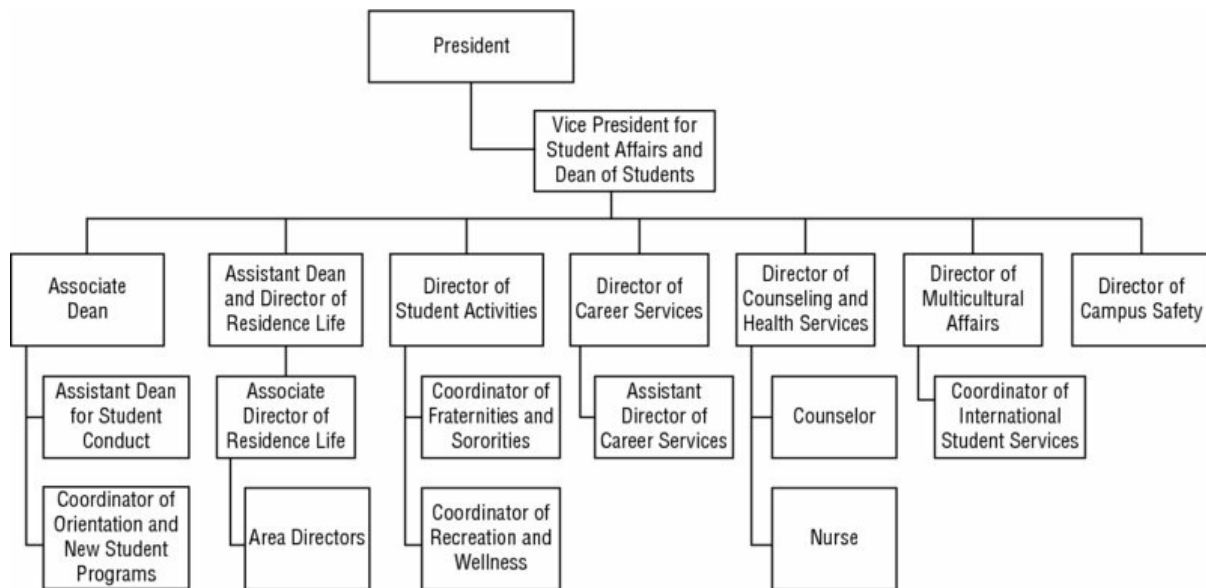 President
Vice President for
Student Affairs and
Dean of Students
Associate
Dean
Assistant Dean
and Director of
Residence Life
Director of
Student Activities
Director of
Career Services
Director of
Counseling and
Health Services
Director of
Multicultural
Affairs
Director of
Campus Safety
Assistant Dean
for Student
Conduct
Associate
Director of
Residence Life
Coordinator of
Fraternities and
Sororities
Assistant
Director of
Career Services
Counselor
Coordinator of
International
Student Services
Coordinator of
Orientation and
New Student
Programs
Area Directors
Coordinator of
Recreation and
Wellness
Nurse